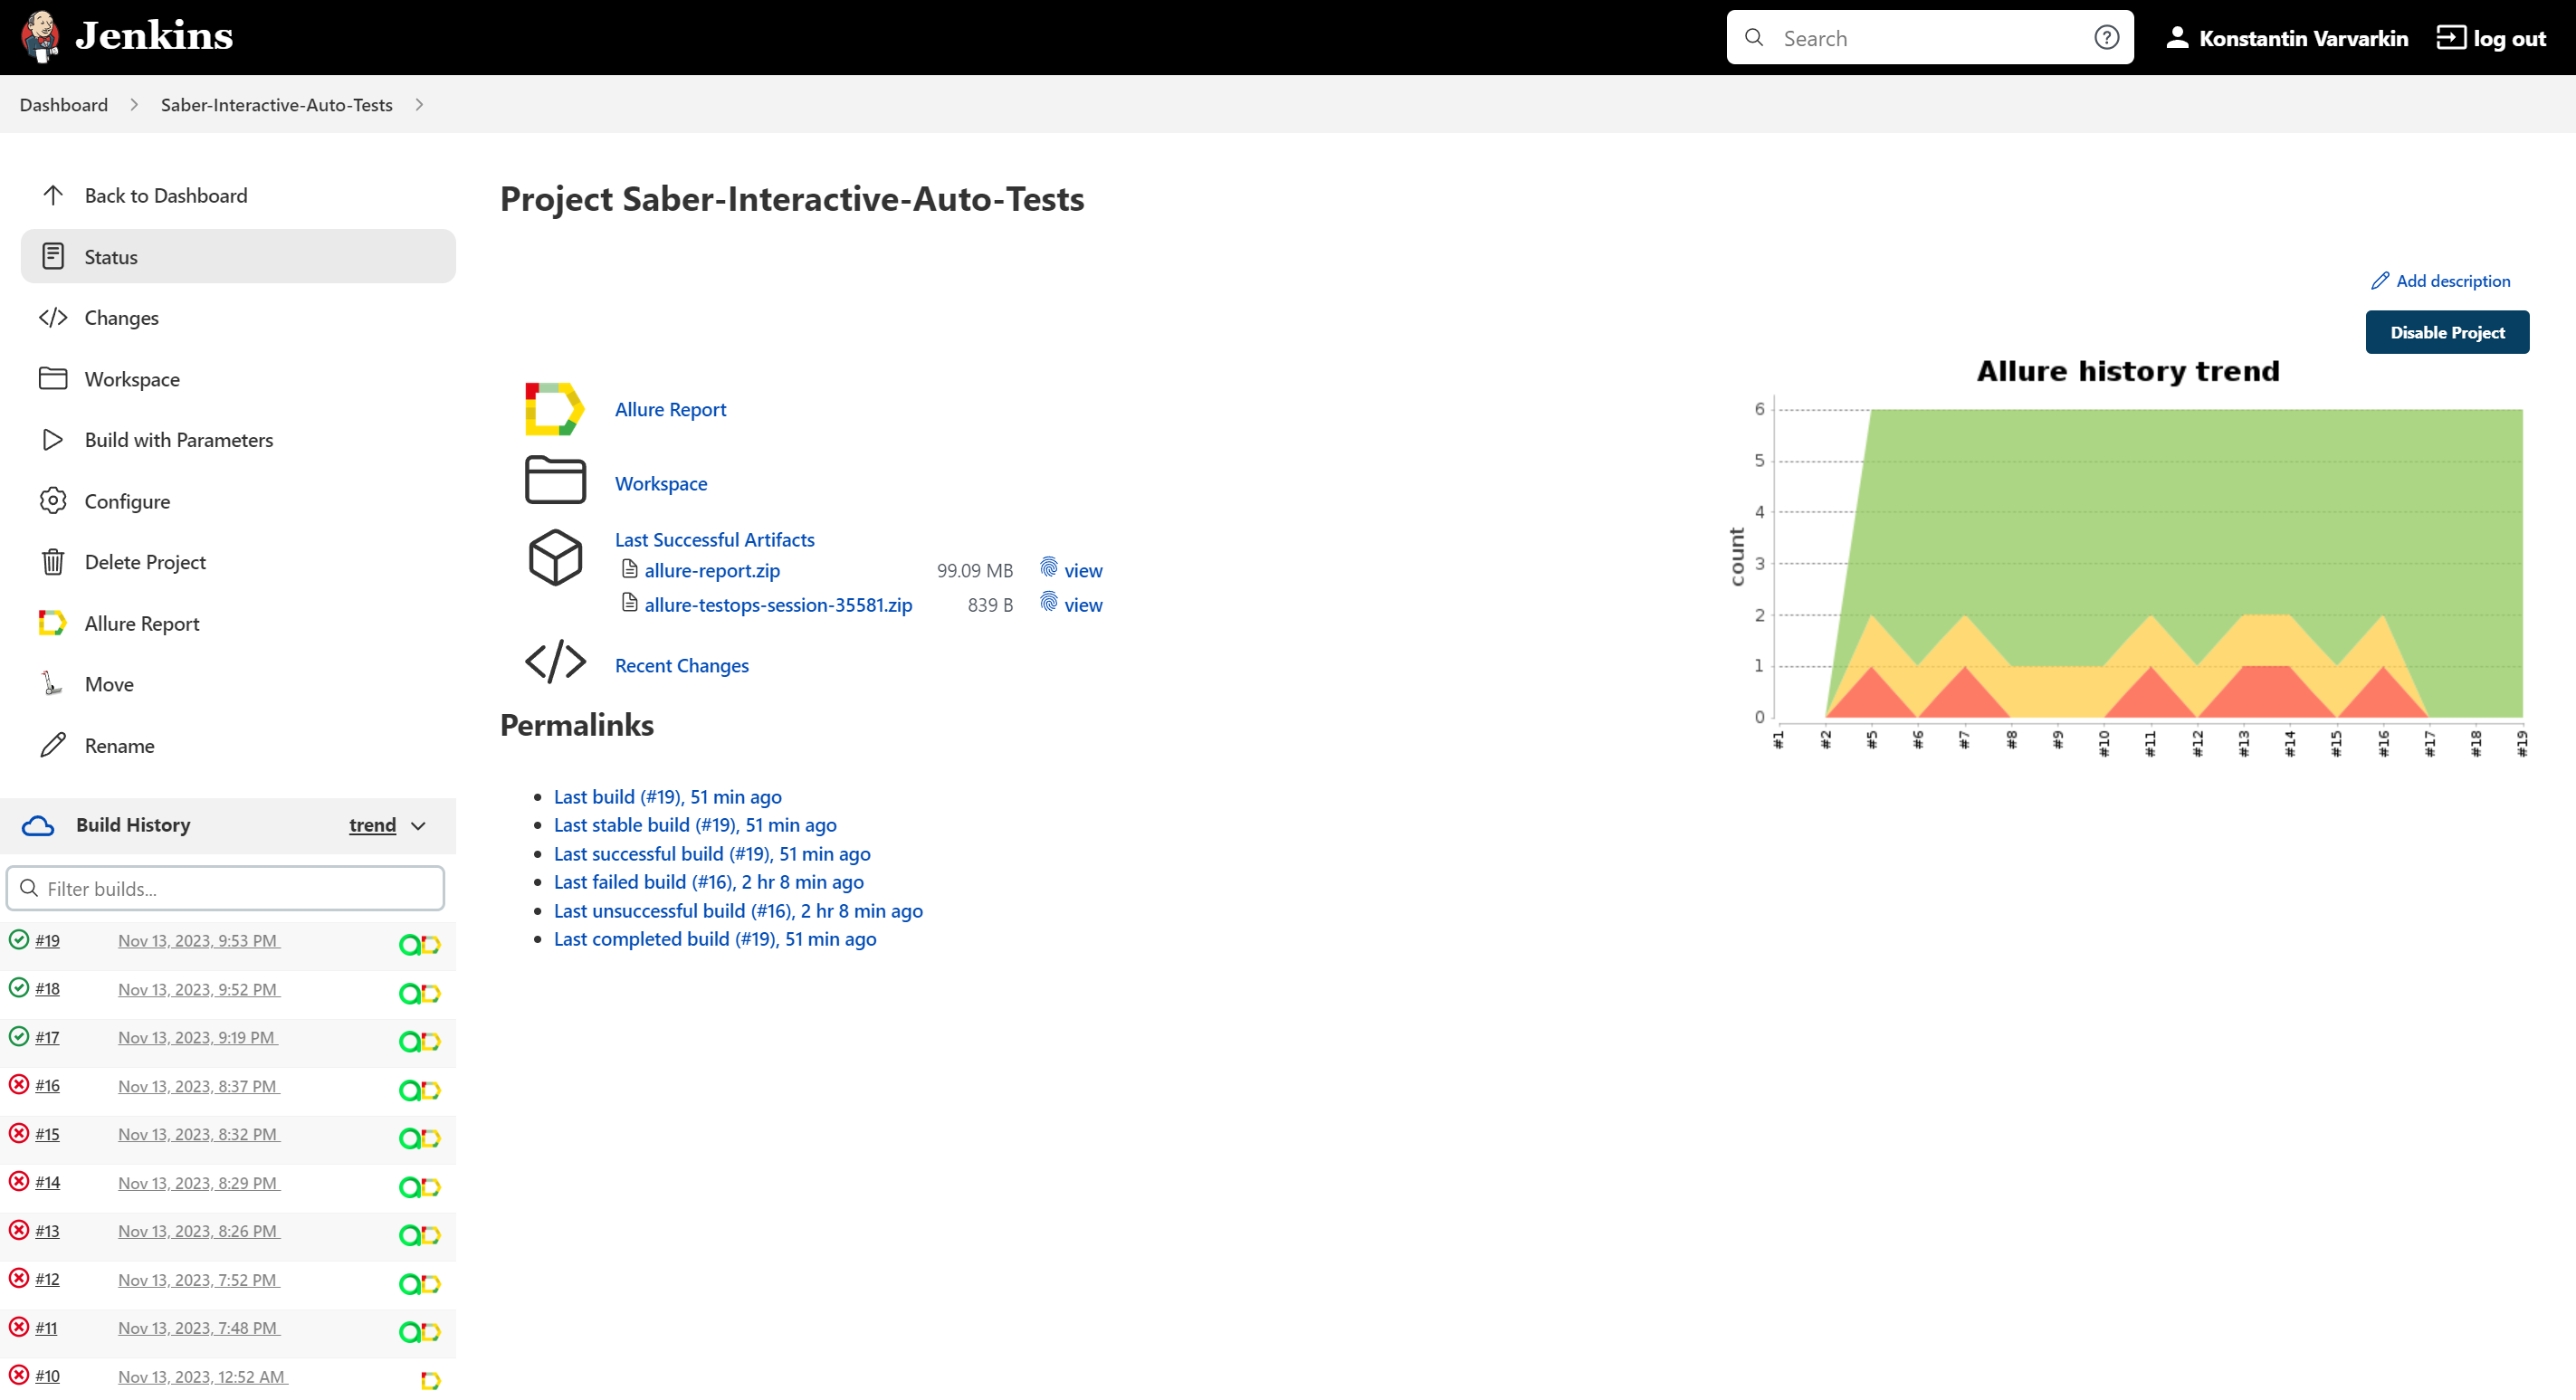 Jenkins
Search
Konstantin Varvarkin
log out
Dashboard
Saber-Interactive-Auto-Tests
Back to Dashboard
Status
Changes
Workspace
Build with Parameters
Configure
Delete Project
Allure Report
Move
Rename
Build History
trend
Filter builds...
#19 Nov 13, 2023, 9:53 PM
#18 Nov 13, 2023, 9:52 PM
#17 Nov 13, 2023, 9:19 PM
#16 Nov 13, 2023, 8:37 PM
#15 Nov 13, 2023, 8:32 PM
#14 Nov 13, 2023, 8:29 PM
#13 Nov 13, 2023, 8:26 PM
#12 Nov 13, 2023, 7:52 PM
#11 Nov 13, 2023, 7:48 PM
#10 Nov 13, 2023, 12:52 AM
Project Saber-Interactive-Auto-Tests
Add description
Disable Project
Allure Report
Workspace
Last Successful Artifacts
allure-report.zip 99.09 MB view
allure-testops-session-35581.zip 839 B view
Recent Changes
Permalinks
Last build (#19), 51 min ago
Last stable build (#19), 51 min ago
Last successful build (#19), 51 min ago
Last failed build (#16), 2 hr 8 min ago
Last unsuccessful build (#16), 2 hr 8 min ago
Last completed build (#19), 51 min ago
Allure history trend
count
6
5
4
3
2
1
0
#1 #2 #5 #6 #7 #8 #9 #10 #11 #12 #13 #14 #15 #16 #17 #18 #19